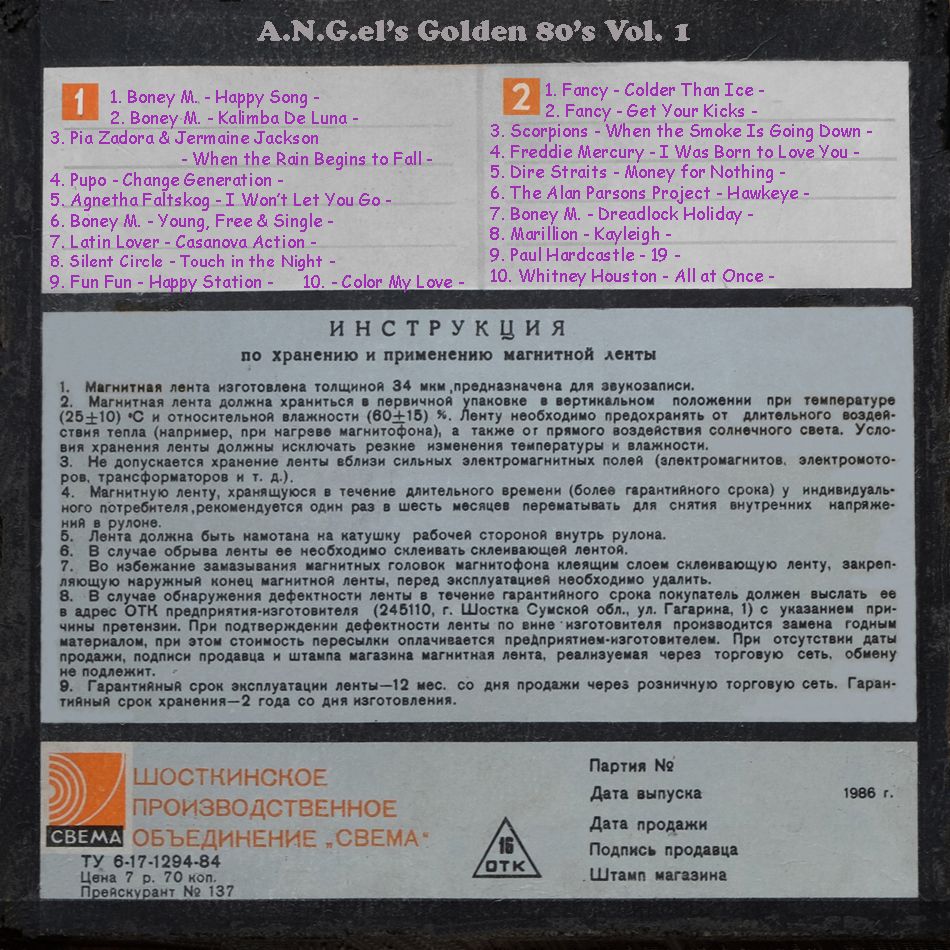 A.N.G.el's Golden 80's Vol. 1
1
1. Boney M. - Happy Song -
2. Boney M. - Kalimba De Luna -
3. Pia Zadora & Jermaine Jackson
- When the Rain Begins to Fall -
4. Pupo - Change Generation -
5. Agnetha Faltskog - I Won't Let You Go -
6. Boney M. - Young, Free & Single -
7. Latin Lover - Casanova Action -
8. Silent Circle - Touch in the Night -
9. Fun Fun - Happy Station - 10. - Color My Love -
2
1. Fancy - Colder Than Ice -
2. Fancy - Get Your Kicks -
3. Scorpions - When the Smoke Is Going Down -
4. Freddie Mercury - I Was Born to Love You -
5. Dire Straits - Money for Nothing -
6. The Alan Parsons Project - Hawkeye -
7. Boney M. - Dreadlock Holiday -
8. Marillion - Kayleigh -
9. Paul Hardcastle - 19 -
10. Whitney Houston - All at Once -
ИНСТРУКЦИЯ
по хранению и применению магнитной ленты
1. Магнитная лента изготовлена толщиной 34 мкм,предназначена для звукозаписи.
2. Магнитная лента должна храниться в первичной упаковке в вертикальном положении при температуре
(25±10) °С и относительной влажности (60±15) %. Ленту необходимо предохранять от длительного воздей-
ствия тепла (например, при нагреве магнитофона), а также от прямого воздействия солнечного света. Усло-
вия хранения ленты должны исключать резкие изменения температуры и влажности.
3. Не допускается хранение ленты вблизи сильных электромагнитных полей (электромагнитов, электромото-
ров, трансформаторов и т. д.).
4. Магнитную ленту, хранящуюся в течение длительного времени (более гарантийного срока) у индивидуаль-
ного потребителя,рекомендуется один раз в шесть месяцев перематывать для снятия внутренних напряже-
ний в рулоне.
5. Лента должна быть намотана на катушку рабочей стороной внутрь рулона.
6. В случае обрыва ленты ее необходимо склеивать склеивающей лентой.
7. Во избежание замазывания магнитных головок магнитофона клеящим слоем склеивающую ленту, закреп-
ляющую наружный конец магнитной ленты, перед эксплуатацией необходимо удалить.
8. В случае обнаружения дефектности ленты в течение гарантийного срока покупатель должен выслать ее
в адрес ОТК предприятия-изготовителя (245110, г. Шостка Сумской обл., ул. Гагарина, 1) с указанием при-
чины претензии. При подтверждении дефектности ленты по вине изготовителя производится замена годным
материалом, при этом стоимость пересылки оплачивается предприятием-изготовителем. При отсутствии даты
продажи, подписи продавца и штампа магазина магнитная лента, реализуемая через торговую сеть, обмену
не подлежит.
9. Гарантийный срок эксплуатации ленты—12 мес. со дня продажи через розничную торговую сеть. Гаран-
тийный срок хранения—2 года со дня изготовления.
СВЕМА
ШОСТКИНСКОЕ
ПРОИЗВОДСТВЕННОЕ
ОБЪЕДИНЕНИЕ „СВЕМА"
ТУ 6-17-1294-84
Цена 7 р. 70 коп.
Прейскурант № 137
16
ОТК
Партия №
Дата выпуска 1986 г.
Дата продажи
Подпись продавца
Штамп магазина